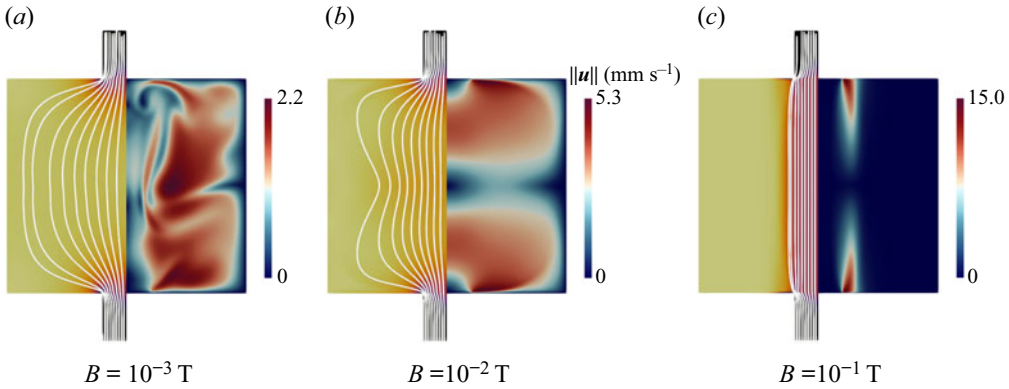 (a)
(b)
(c)
||u|| (mm s⁻¹)
2.2
5.3
15.0
0
0
0
B = 10⁻³ T
B = 10⁻² T
B = 10⁻¹ T